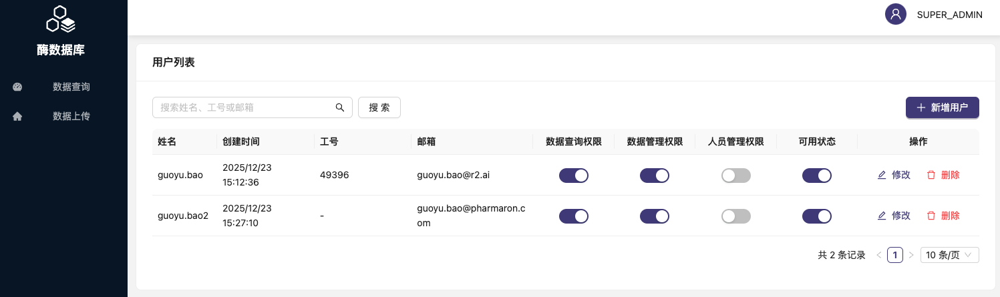 SUPER_ADMIN
酶数据库
数据查询
数据上传
用户列表
搜索姓名、工号或邮箱
搜 索
新增用户
姓名 创建时间 工号 邮箱 数据查询权限 数据管理权限 人员管理权限 可用状态 操作
guoyu.bao 2025/12/23 15:12:36 49396 guoyu.bao@r2.ai 修改 删除
guoyu.bao2 2025/12/23 15:27:10 - guoyu.bao@pharmaron.com 修改 删除
共 2 条记录 1 10 条/页